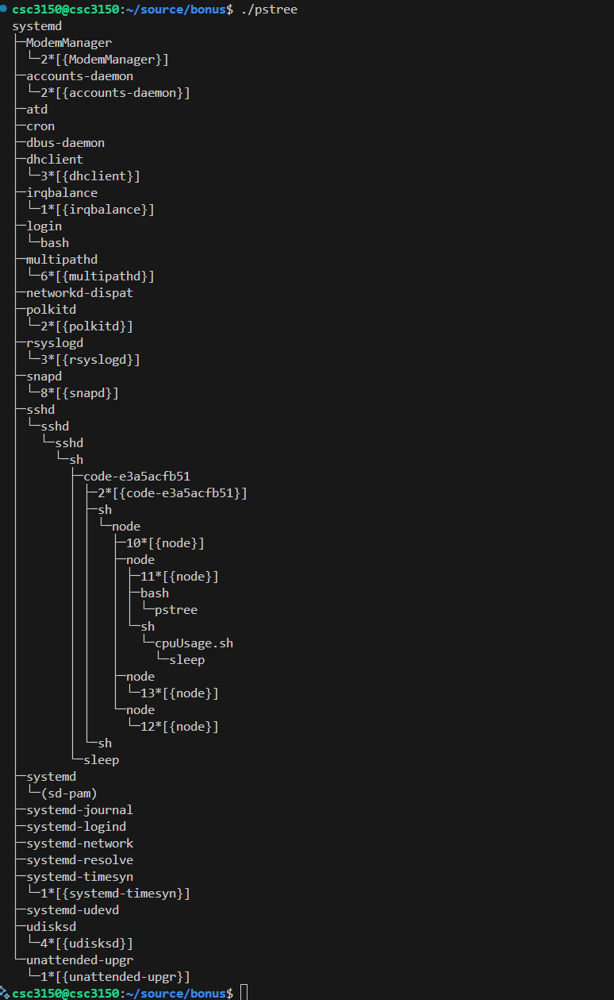 csc3150@csc3150:~/source/bonus$ ./pstree
systemd
├─ModemManager
│ └─2*[{ModemManager}]
├─accounts-daemon
│ └─2*[{accounts-daemon}]
├─atd
├─cron
├─dbus-daemon
├─dhclient
│ └─3*[{dhclient}]
├─irqbalance
│ └─1*[{irqbalance}]
├─login
│ └─bash
├─multipathd
│ └─6*[{multipathd}]
├─networkd-dispat
├─polkitd
│ └─2*[{polkitd}]
├─rsyslogd
│ └─3*[{rsyslogd}]
├─snapd
│ └─8*[{snapd}]
├─sshd
│ └─sshd
│   └─sshd
│     └─sh
│       ├─code-e3a5acfb51
│       │ ├─2*[{code-e3a5acfb51}]
│       │ ├─sh
│       │ │ └─node
│       │ │   ├─10*[{node}]
│       │ │   ├─node
│       │ │   │ ├─11*[{node}]
│       │ │   │ ├─bash
│       │ │   │ │ └─pstree
│       │ │   │ └─sh
│       │ │   │   └─cpuUsage.sh
│       │ │   │     └─sleep
│       │ │   ├─node
│       │ │   │ └─13*[{node}]
│       │ │   └─node
│       │ │     └─12*[{node}]
│       │ └─sh
│       └─sleep
├─systemd
│ └─(sd-pam)
├─systemd-journal
├─systemd-logind
├─systemd-network
├─systemd-resolve
├─systemd-timesyn
│ └─1*[{systemd-timesyn}]
├─systemd-udevd
├─udisksd
│ └─4*[{udisksd}]
└─unattended-upgr
  └─1*[{unattended-upgr}]
csc3150@csc3150:~/source/bonus$